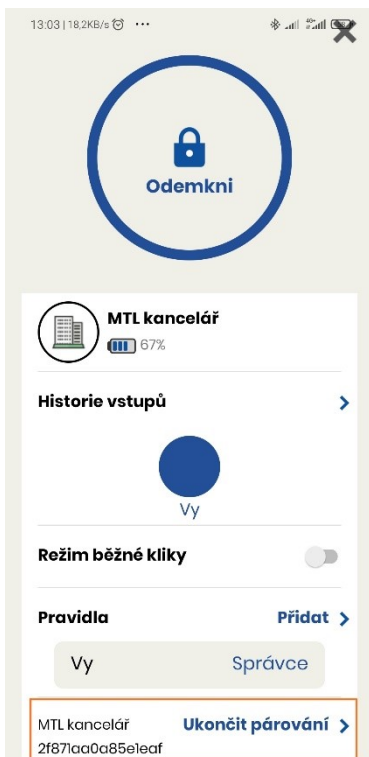 13:03 | 18,2KB/s
Odemkni
MTL kancelář
67%
Historie vstupů
Vy
Režim běžné kliky
Pravidla Přidat
Vy Správce
MTL kancelář Ukončit párování
2f871aa0a85e1eaf